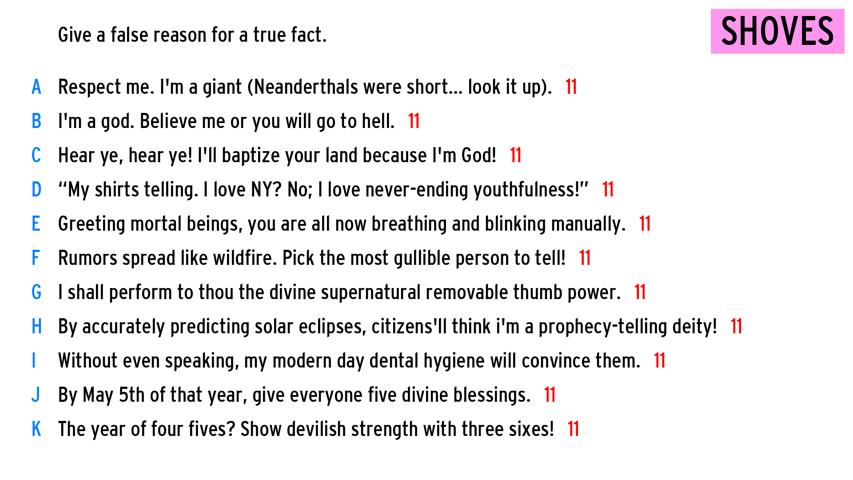 Give a false reason for a true fact.
SHOVES
A Respect me. I'm a giant (Neanderthals were short... look it up). 11
B I'm a god. Believe me or you will go to hell. 11
C Hear ye, hear ye! I'll baptize your land because I'm God! 11
D “My shirts telling. I love NY? No; I love never-ending youthfulness!” 11
E Greeting mortal beings, you are all now breathing and blinking manually. 11
F Rumors spread like wildfire. Pick the most gullible person to tell! 11
G I shall perform to thou the divine supernatural removable thumb power. 11
H By accurately predicting solar eclipses, citizens'll think i'm a prophecy-telling deity! 11
I Without even speaking, my modern day dental hygiene will convince them. 11
J By May 5th of that year, give everyone five divine blessings. 11
K The year of four fives? Show devilish strength with three sixes! 11